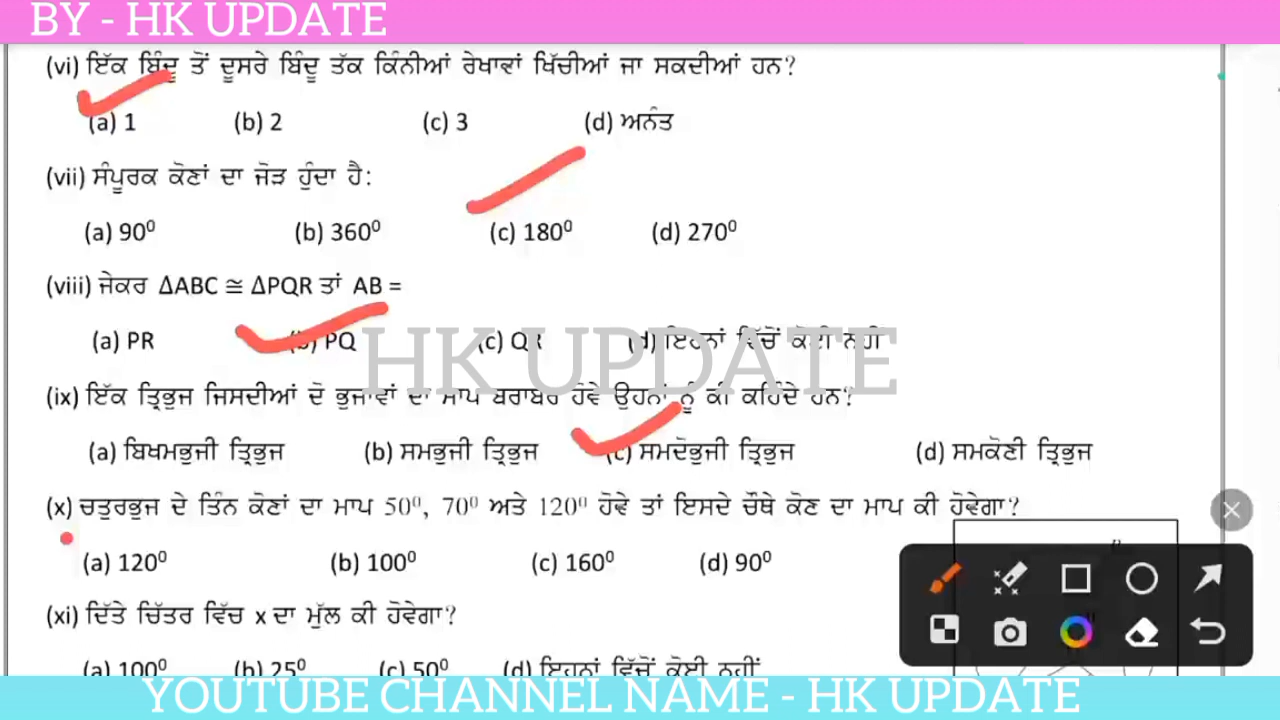 BY - HK UPDATE
(vi) ਇੱਕ ਬਿੰਦੂ ਤੋਂ ਦੂਸਰੇ ਬਿੰਦੂ ਤੱਕ ਕਿੰਨੀਆਂ ਰੇਖਾਵਾਂ ਖਿੱਚੀਆਂ ਜਾ ਸਕਦੀਆਂ ਹਨ?
(a) 1 (b) 2 (c) 3 (d) ਅਨੰਤ
(vii) ਸੰਪੂਰਕ ਕੋਣਾਂ ਦਾ ਜੋੜ ਹੁੰਦਾ ਹੈ:
(a) 90⁰ (b) 360⁰ (c) 180⁰ (d) 270⁰
(viii) ਜੇਕਰ ΔABC ≅ ΔPQR ਤਾਂ AB =
(a) PR (b) PQ (c) QR (d) ਇਹਨਾਂ ਵਿੱਚੋਂ ਕੋਈ ਨਹੀਂ
HK UPDATE
(ix) ਇੱਕ ਤ੍ਰਿਭੁਜ ਜਿਸਦੀਆਂ ਦੋ ਭੁਜਾਵਾਂ ਦਾ ਮਾਪ ਬਰਾਬਰ ਹੋਵੇ ਉਹਨਾਂ ਨੂੰ ਕੀ ਕਹਿੰਦੇ ਹਨ?
(a) ਬਿਖਮਭੁਜੀ ਤ੍ਰਿਭੁਜ (b) ਸਮਭੁਜੀ ਤ੍ਰਿਭੁਜ (c) ਸਮਦੋਭੁਜੀ ਤ੍ਰਿਭੁਜ (d) ਸਮਕੋਣੀ ਤ੍ਰਿਭੁਜ
(x) ਚਤੁਰਭੁਜ ਦੇ ਤਿੰਨ ਕੋਣਾਂ ਦਾ ਮਾਪ 50⁰, 70⁰ ਅਤੇ 120⁰ ਹੋਵੇ ਤਾਂ ਇਸਦੇ ਚੌਥੇ ਕੋਣ ਦਾ ਮਾਪ ਕੀ ਹੋਵੇਗਾ?
(a) 120⁰ (b) 100⁰ (c) 160⁰ (d) 90⁰
(xi) ਦਿੱਤੇ ਚਿੱਤਰ ਵਿੱਚ x ਦਾ ਮੁੱਲ ਕੀ ਹੋਵੇਗਾ?
(a) 100⁰ (b) 25⁰ (c) 50⁰ (d) ਇਹਨਾਂ ਵਿੱਚੋਂ ਕੋਈ ਨਹੀਂ
YOUTUBE CHANNEL NAME - HK UPDATE